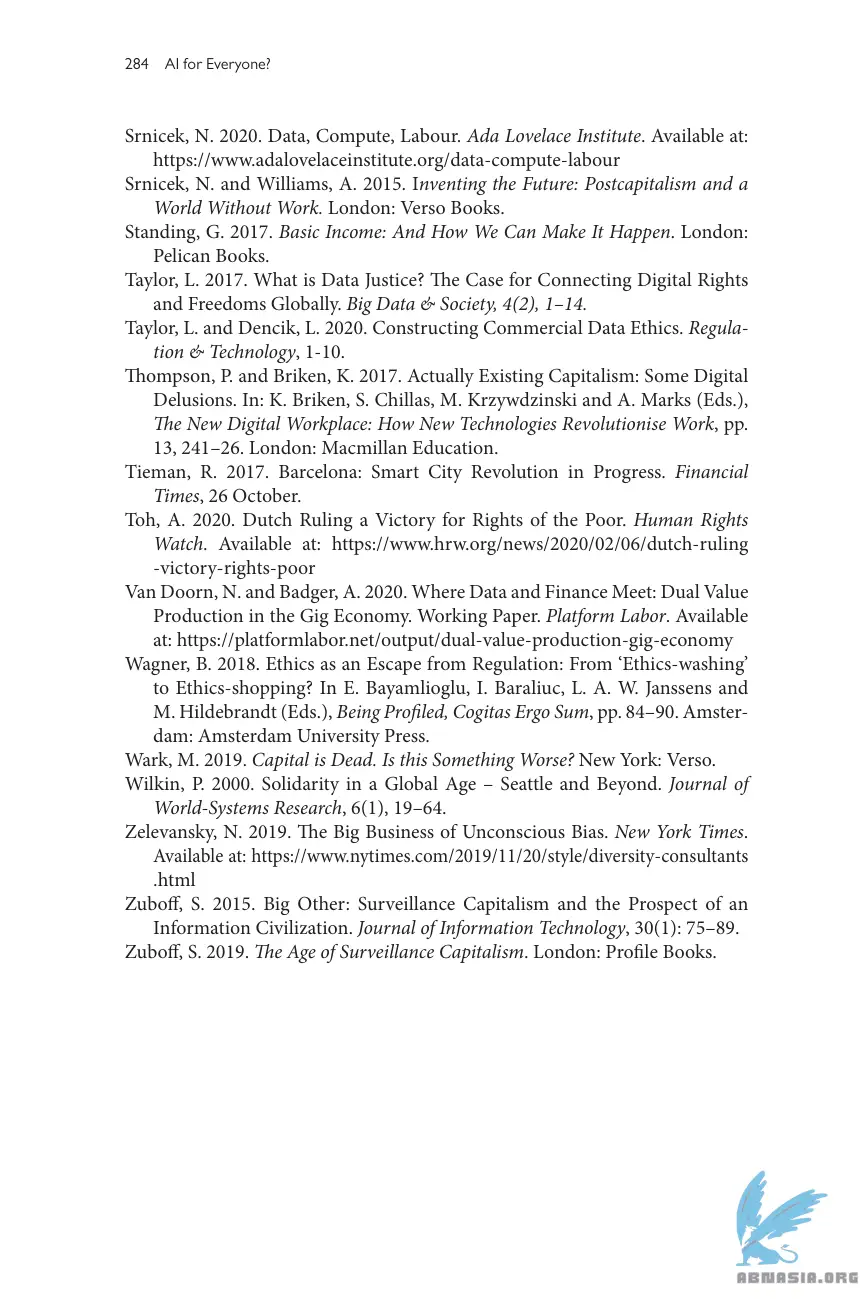 284 AI for Everyone?
Srnicek, N. 2020. Data, Compute, Labour. Ada Lovelace Institute. Available at:
https://www.adalovelaceinstitute.org/data-compute-labour
Srnicek, N. and Williams, A. 2015. Inventing the Future: Postcapitalism and a
World Without Work. London: Verso Books.
Standing, G. 2017. Basic Income: And How We Can Make It Happen. London:
Pelican Books.
Taylor, L. 2017. What is Data Justice? The Case for Connecting Digital Rights
and Freedoms Globally. Big Data & Society, 4(2), 1–14.
Taylor, L. and Dencik, L. 2020. Constructing Commercial Data Ethics. Regula-
tion & Technology, 1-10.
Thompson, P. and Briken, K. 2017. Actually Existing Capitalism: Some Digital
Delusions. In: K. Briken, S. Chillas, M. Krzywdzinski and A. Marks (Eds.),
The New Digital Workplace: How New Technologies Revolutionise Work, pp.
13, 241–26. London: Macmillan Education.
Tieman, R. 2017. Barcelona: Smart City Revolution in Progress. Financial
Times, 26 October.
Toh, A. 2020. Dutch Ruling a Victory for Rights of the Poor. Human Rights
Watch. Available at: https://www.hrw.org/news/2020/02/06/dutch-ruling
-victory-rights-poor
Van Doorn, N. and Badger, A. 2020. Where Data and Finance Meet: Dual Value
Production in the Gig Economy. Working Paper. Platform Labor. Available
at: https://platformlabor.net/output/dual-value-production-gig-economy
Wagner, B. 2018. Ethics as an Escape from Regulation: From ‘Ethics-washing’
to Ethics-shopping? In E. Bayamlioglu, I. Baraliuc, L. A. W. Janssens and
M. Hildebrandt (Eds.), Being Profiled, Cogitas Ergo Sum, pp. 84–90. Amster-
dam: Amsterdam University Press.
Wark, M. 2019. Capital is Dead. Is this Something Worse? New York: Verso.
Wilkin, P. 2000. Solidarity in a Global Age – Seattle and Beyond. Journal of
World-Systems Research, 6(1), 19–64.
Zelevansky, N. 2019. The Big Business of Unconscious Bias. New York Times.
Available at: https://www.nytimes.com/2019/11/20/style/diversity-consultants
.html
Zuboff, S. 2015. Big Other: Surveillance Capitalism and the Prospect of an
Information Civilization. Journal of Information Technology, 30(1): 75–89.
Zuboff, S. 2019. The Age of Surveillance Capitalism. London: Profile Books.
ABNASIA.ORG